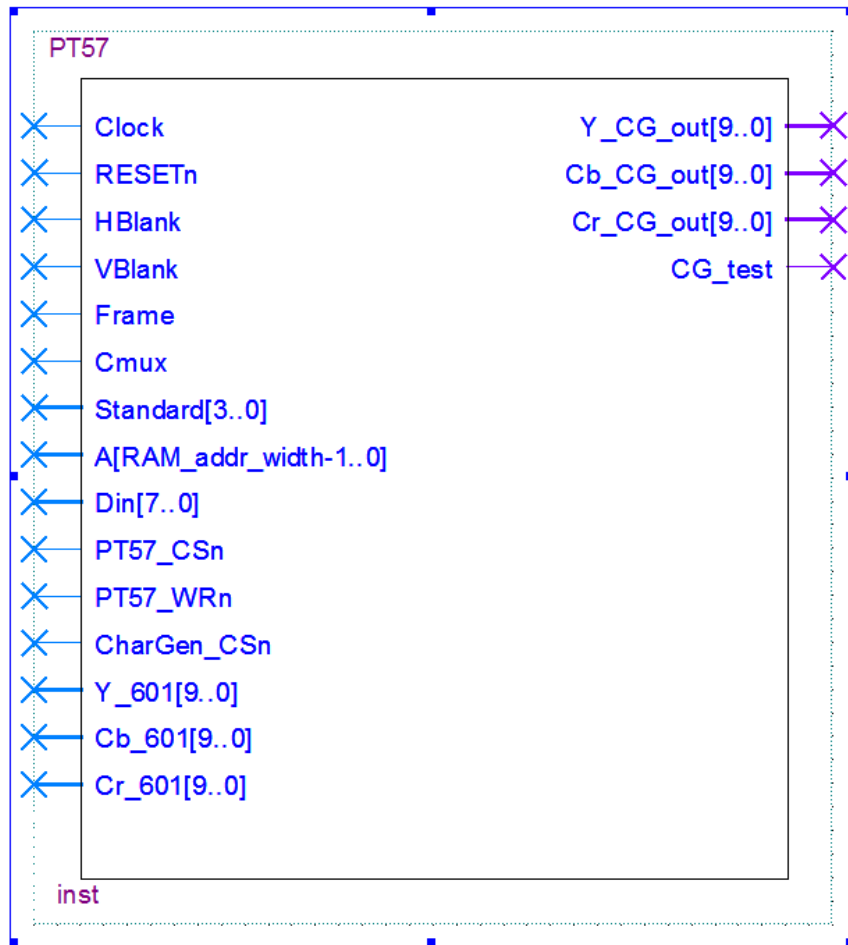 PT57
Clock
RESETn
HBlank
VBlank
Frame
Cmux
Standard[3..0]
A[RAM_addr_width-1..0]
Din[7..0]
PT57_CSn
PT57_WRn
CharGen_CSn
Y_601[9..0]
Cb_601[9..0]
Cr_601[9..0]
Y_CG_out[9..0]
Cb_CG_out[9..0]
Cr_CG_out[9..0]
CG_test
inst